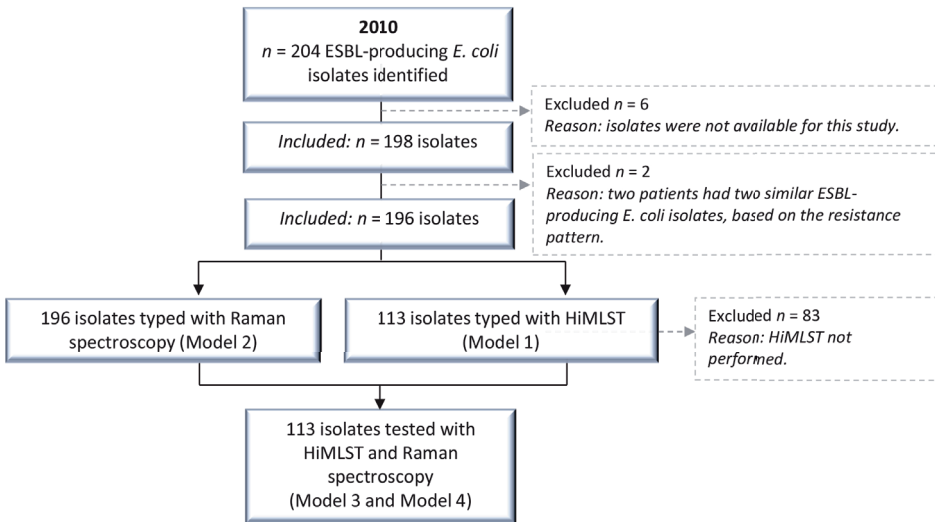 2010
n = 204 ESBL-producing E. coli
isolates identified
Excluded n = 6
Reason: isolates were not available for this study.
Included: n = 198 isolates
Excluded n = 2
Reason: two patients had two similar ESBL-
producing E. coli isolates, based on the resistance
pattern.
Included: n = 196 isolates
196 isolates typed with Raman
spectroscopy (Model 2)
113 isolates typed with HiMLST
(Model 1)
Excluded n = 83
Reason: HiMLST not
performed.
113 isolates tested with
HiMLST and Raman
spectroscopy
(Model 3 and Model 4)